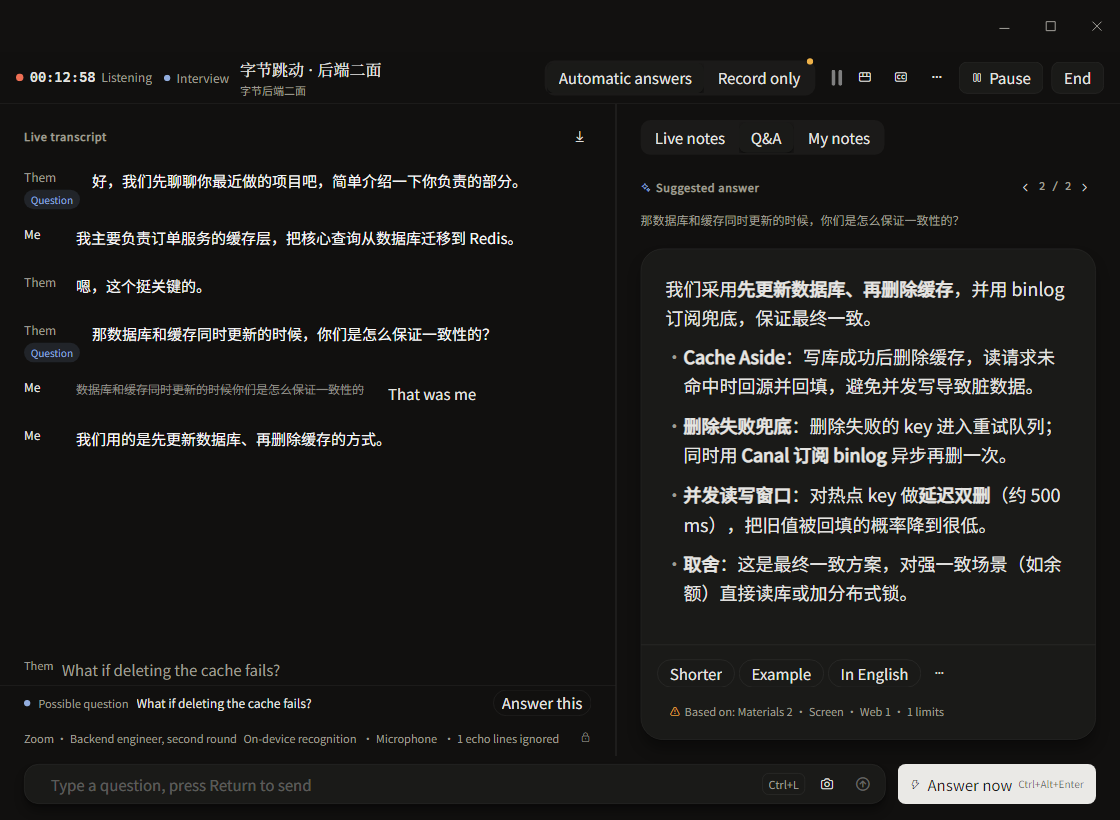 00:12:58 Listening
Interview
字节跳动 · 后端二面
字节后端二面
Automatic answers
Record only
Pause
End
Live transcript
Them
Question
好，我们先聊聊你最近做的项目吧，简单介绍一下你负责的部分。
Me
我主要负责订单服务的缓存层，把核心查询从数据库迁移到 Redis。
Them
嗯，这个挺关键的。
Them
Question
那数据库和缓存同时更新的时候，你们是怎么保证一致性的？
Me
数据库和缓存同时更新的时候你们是怎么保证一致性的
That was me
Me
我们用的是先更新数据库、再删除缓存的方式。
Them
What if deleting the cache fails?
Possible question What if deleting the cache fails?
Answer this
Zoom · Backend engineer, second round On-device recognition · Microphone · 1 echo lines ignored
Live notes
Q&A
My notes
Suggested answer
2 / 2
那数据库和缓存同时更新的时候，你们是怎么保证一致性的？
我们采用先更新数据库、再删除缓存，并用 binlog
订阅兜底，保证最终一致。
· Cache Aside：写库成功后删除缓存，读请求未
命中时回源并回填，避免并发写导致脏数据。
· 删除失败兜底：删除失败的 key 进入重试队列；
同时用 Canal 订阅 binlog 异步再删一次。
· 并发读写窗口：对热点 key 做延迟双删（约 500
ms），把旧值被回填的概率降到很低。
· 取舍：这是最终一致方案，对强一致场景（如余
额）直接读库或加分布式锁。
Shorter
Example
In English
Based on: Materials 2 · Screen · Web 1 · 1 limits
Type a question, press Return to send
Ctrl+L
Answer now Ctrl+Alt+Enter